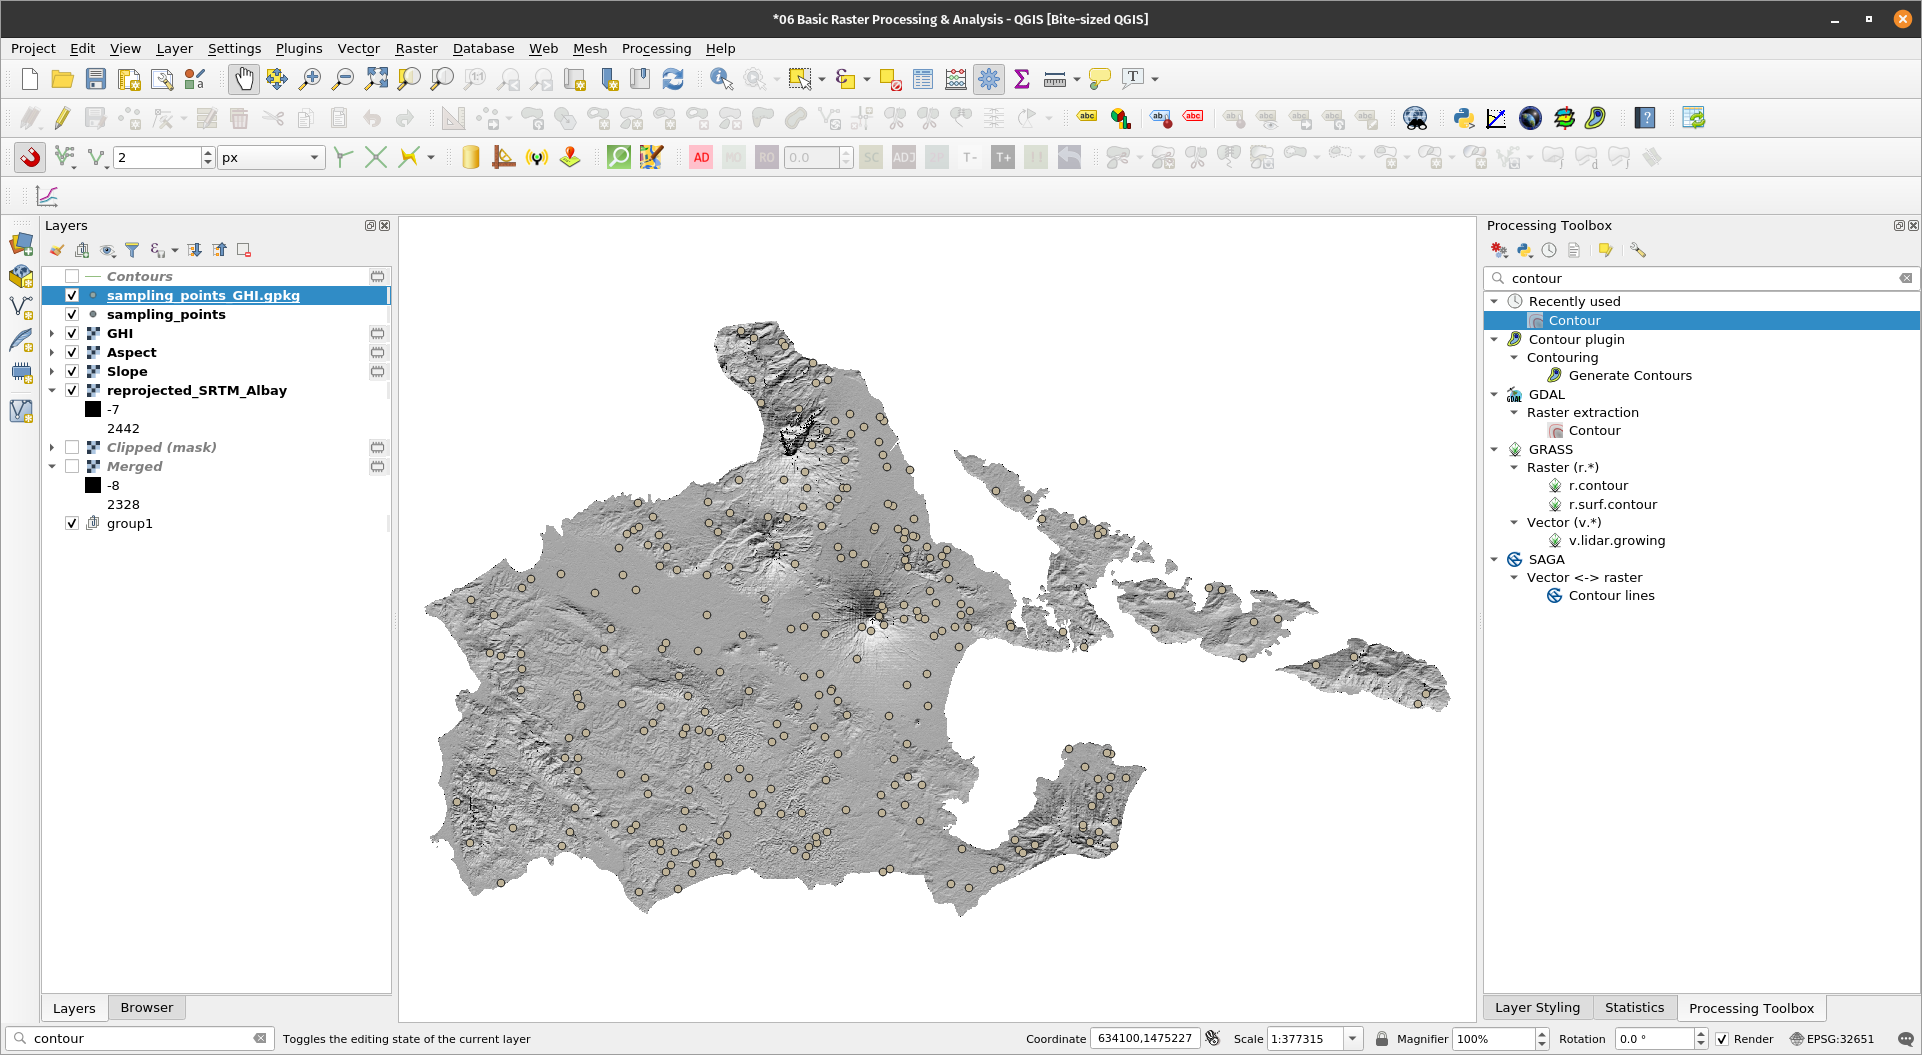 *06 Basic Raster Processing & Analysis - QGIS [Bite-sized QGIS]
Project Edit View Layer Settings Plugins Vector Raster Database Web Mesh Processing Help
2 px
AD MO RO 0.0 SC ADJ T- T+
Layers
Contours
sampling_points_GHI.gpkg
sampling_points
GHI
Aspect
Slope
reprojected_SRTM_Albay
-7
2442
Clipped (mask)
Merged
-8
2328
group1
Layers Browser
Processing Toolbox
contour
Recently used
Contour
Contour plugin
Contouring
Generate Contours
GDAL
Raster extraction
Contour
GRASS
Raster (r.*)
r.contour
r.surf.contour
Vector (v.*)
v.lidar.growing
SAGA
Vector <-> raster
Contour lines
Layer Styling Statistics Processing Toolbox
contour Toggles the editing state of the current layer Coordinate 634100,1475227 Scale 1:377315 Magnifier 100% Rotation 0.0 ° Render EPSG:32651